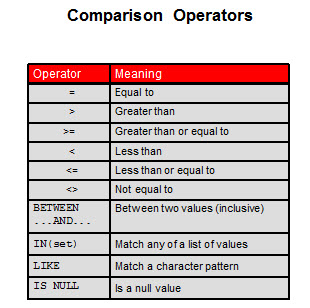 Comparison Operators
Operator Meaning
= Equal to
> Greater than
>= Greater than or equal to
< Less than
<= Less than or equal to
<> Not equal to
BETWEEN Between two values (inclusive)
...AND...
IN(set) Match any of a list of values
LIKE Match a character pattern
IS NULL Is a null value